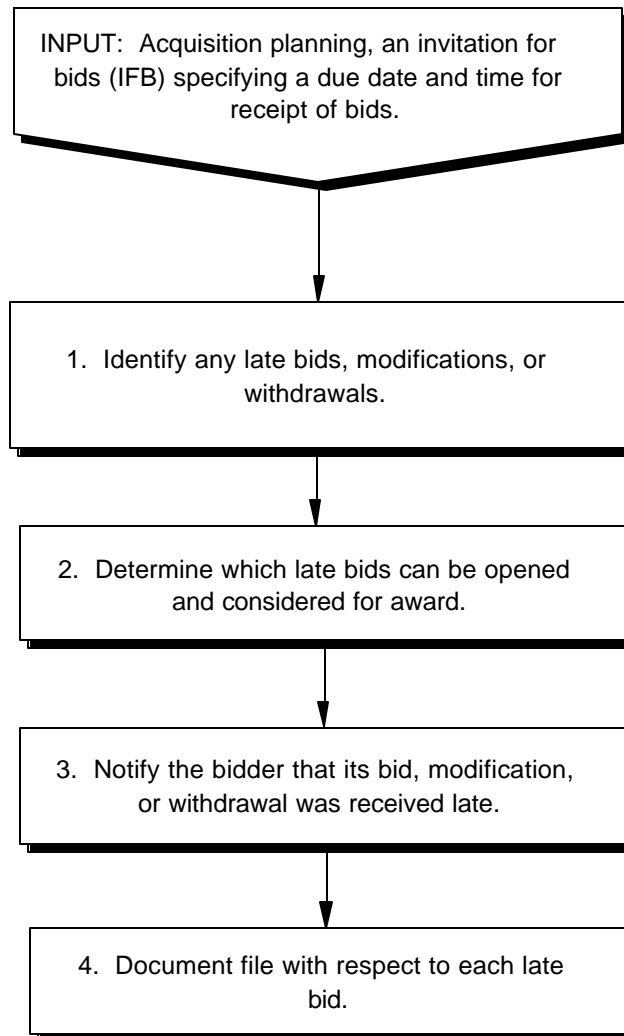 INPUT: Acquisition planning, an invitation for
bids (IFB) specifying a due date and time for
receipt of bids.
1. Identify any late bids, modifications, or
withdrawals.
2. Determine which late bids can be opened
and considered for award.
3. Notify the bidder that its bid, modification,
or withdrawal was received late.
4. Document file with respect to each late
bid.